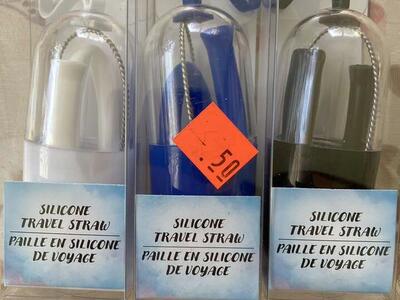 .50
SILICONE
TRAVEL STRAW
PAILLE EN SILICONE
DE VOYAGE
SILICONE
TRAVEL STRAW
PAILLE EN SILICONE
DE VOYAGE
SILICONE
TRAVEL STRAW
PAILLE EN SILICONE
DE VOYAGE